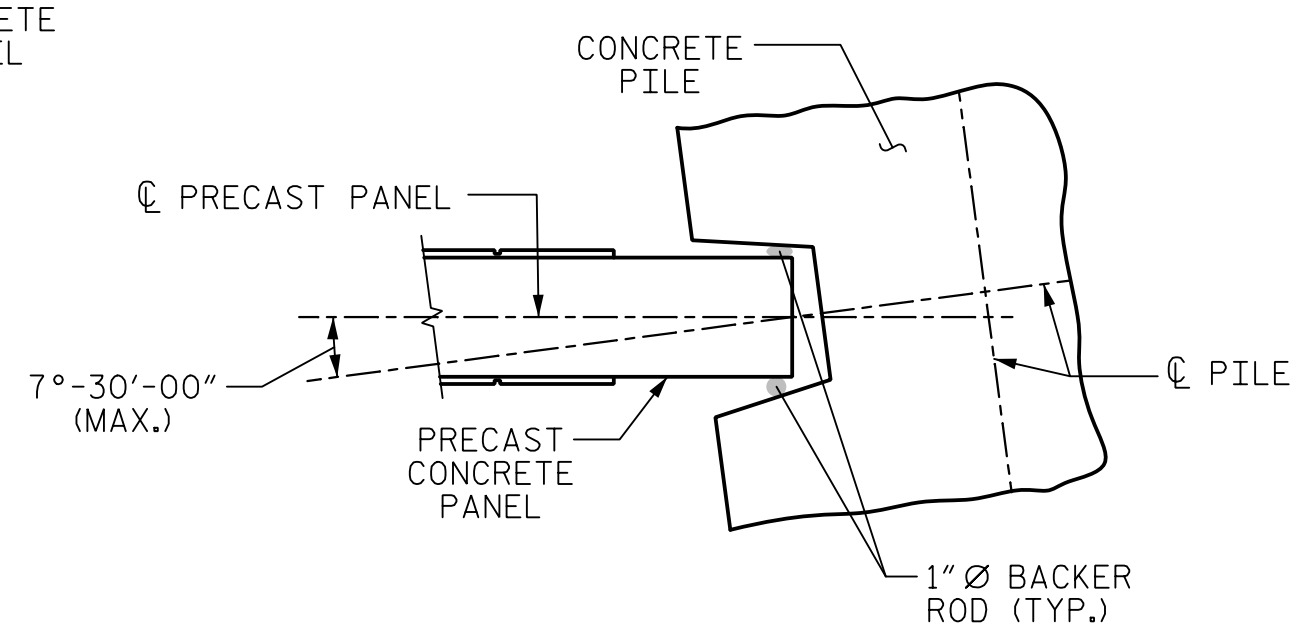 CONCRETE
PILE
℄ PRECAST PANEL
7°-30'-00"
(MAX.)
℄ PILE
PRECAST
CONCRETE
PANEL
1"Ø BACKER
ROD (TYP.)